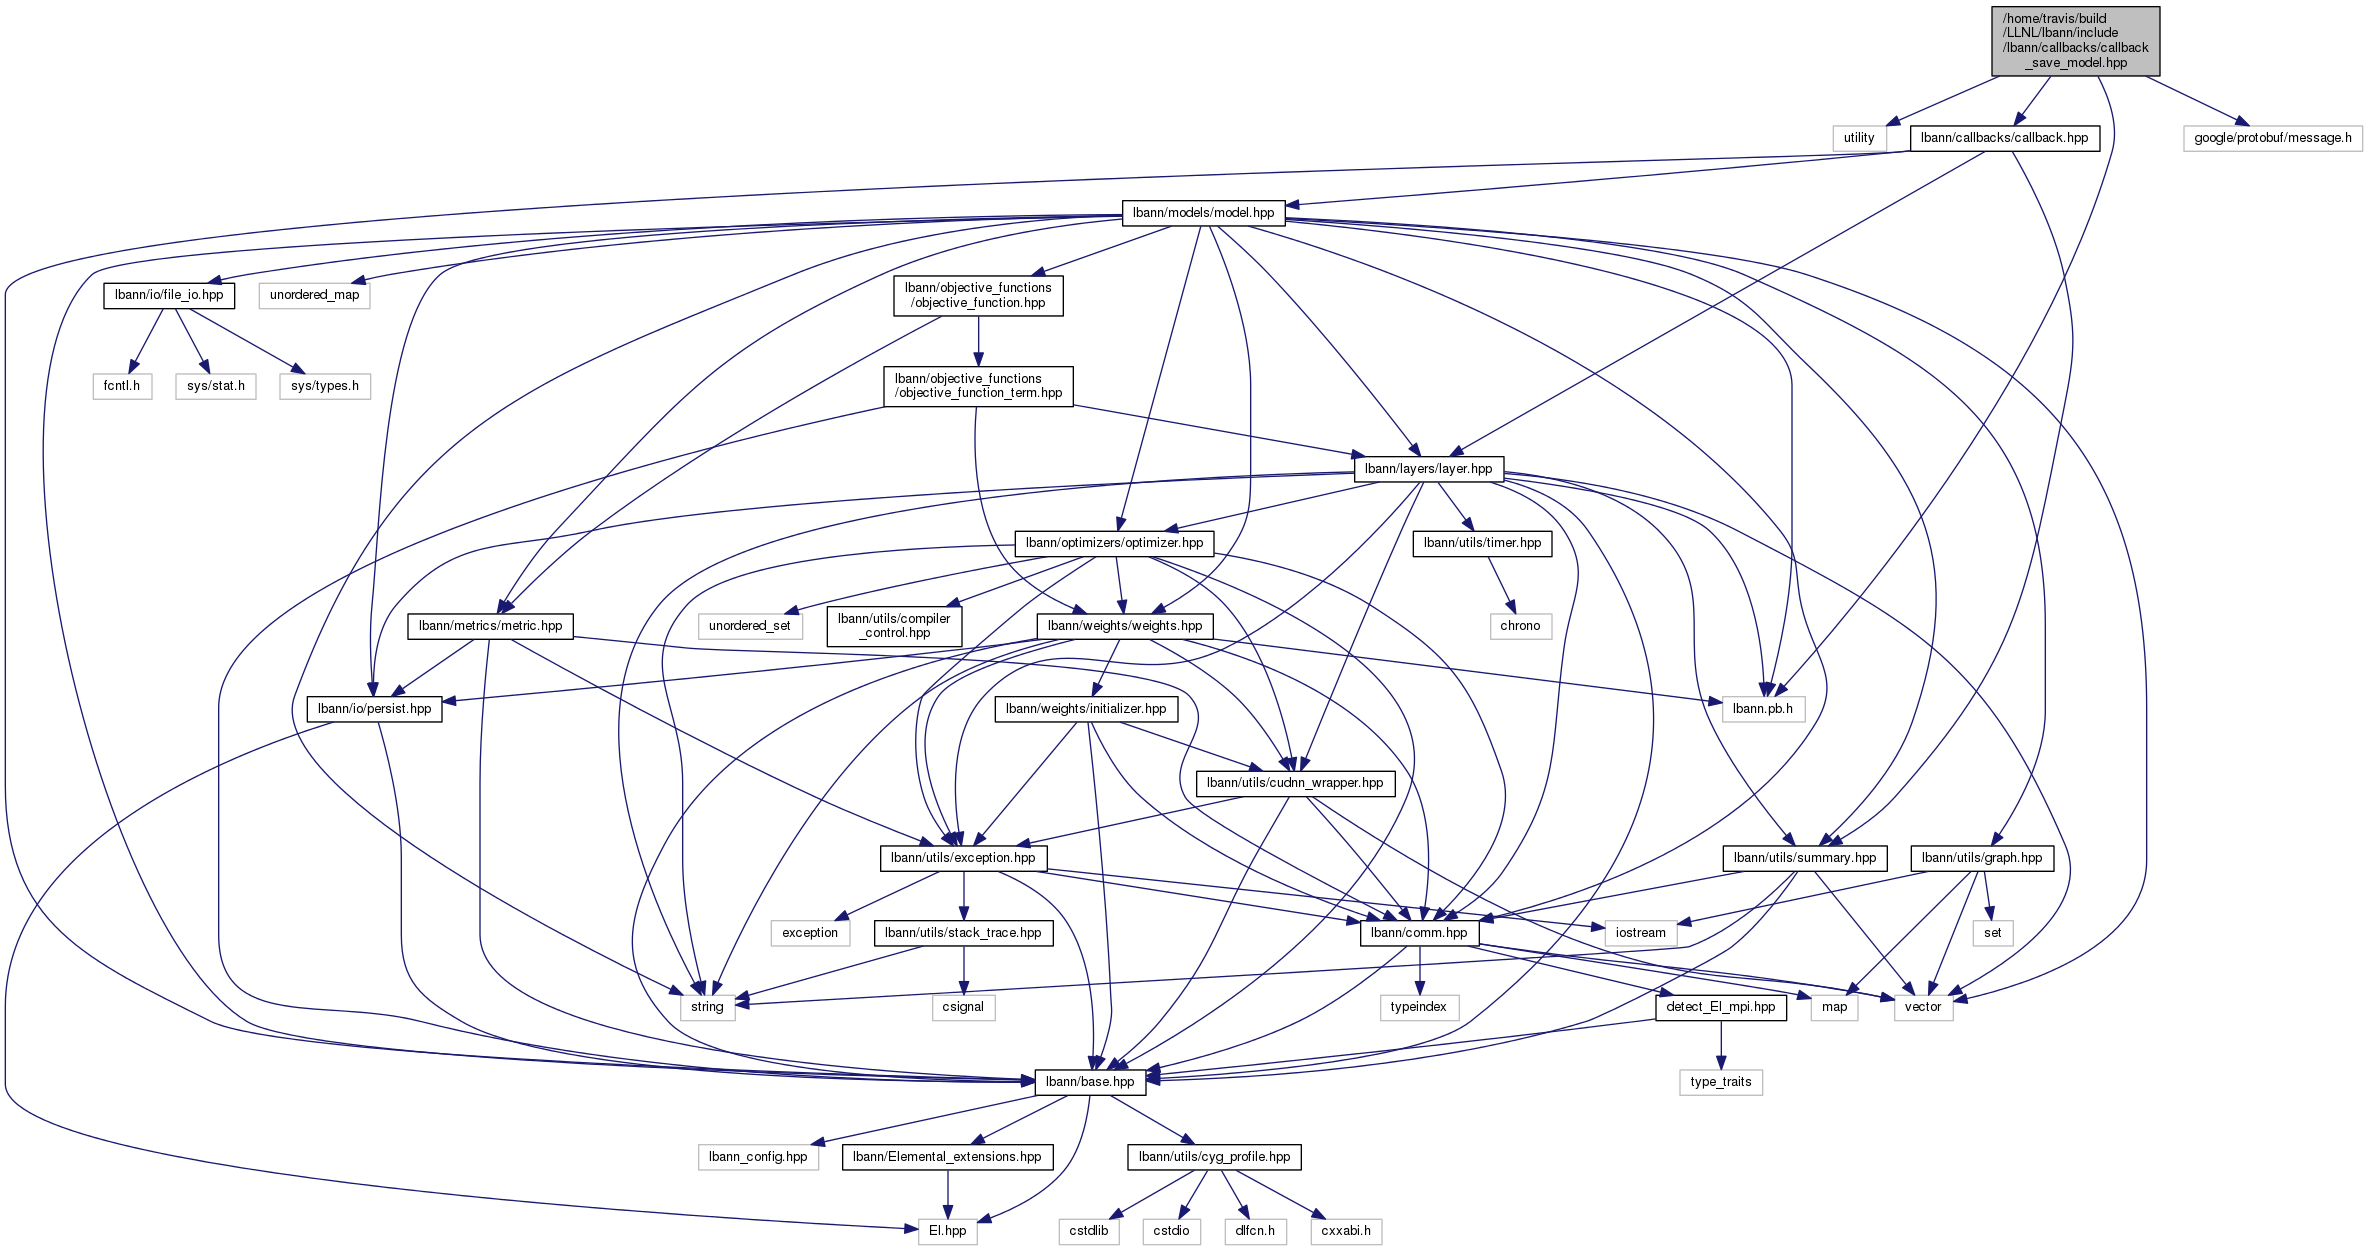 /home/travis/build
/LLNL/lbann/include
/lbann/callbacks/callback
_save_model.hpp
utility
lbann/callbacks/callback.hpp
google/protobuf/message.h
lbann/models/model.hpp
lbann/io/file_io.hpp
unordered_map
lbann/objective_functions
/objective_function.hpp
fcntl.h
sys/stat.h
sys/types.h
lbann/objective_functions
/objective_function_term.hpp
lbann/layers/layer.hpp
lbann/optimizers/optimizer.hpp
lbann/utils/timer.hpp
lbann/metrics/metric.hpp
unordered_set
lbann/utils/compiler
_control.hpp
lbann/weights/weights.hpp
chrono
lbann/io/persist.hpp
lbann/weights/initializer.hpp
lbann.pb.h
lbann/utils/cudnn_wrapper.hpp
lbann/utils/exception.hpp
lbann/utils/summary.hpp
lbann/utils/graph.hpp
exception
lbann/utils/stack_trace.hpp
lbann/comm.hpp
iostream
set
string
csignal
typeindex
detect_El_mpi.hpp
map
vector
lbann/base.hpp
type_traits
lbann_config.hpp
lbann/Elemental_extensions.hpp
lbann/utils/cyg_profile.hpp
El.hpp
cstdlib
cstdio
dlfcn.h
cxxabi.h